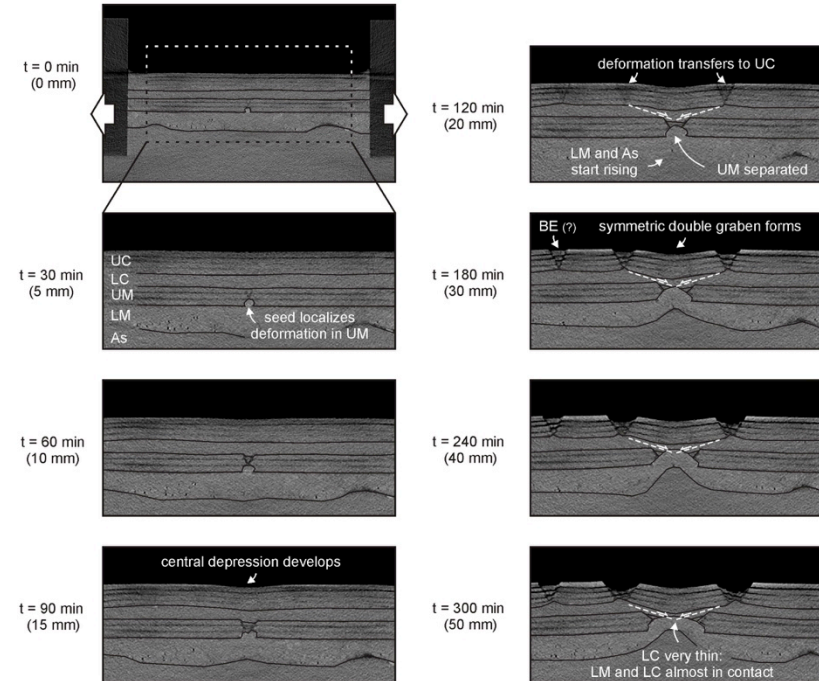 t = 0 min
(0 mm)
t = 30 min
(5 mm)
UC
LC
UM
LM
As
seed localizes
deformation in UM
t = 60 min
(10 mm)
t = 90 min
(15 mm)
central depression develops
t = 120 min
(20 mm)
deformation transfers to UC
LM and As
start rising
UM separated
t = 180 min
(30 mm)
BE (?)
symmetric double graben forms
t = 240 min
(40 mm)
t = 300 min
(50 mm)
LC very thin:
LM and LC almost in contact